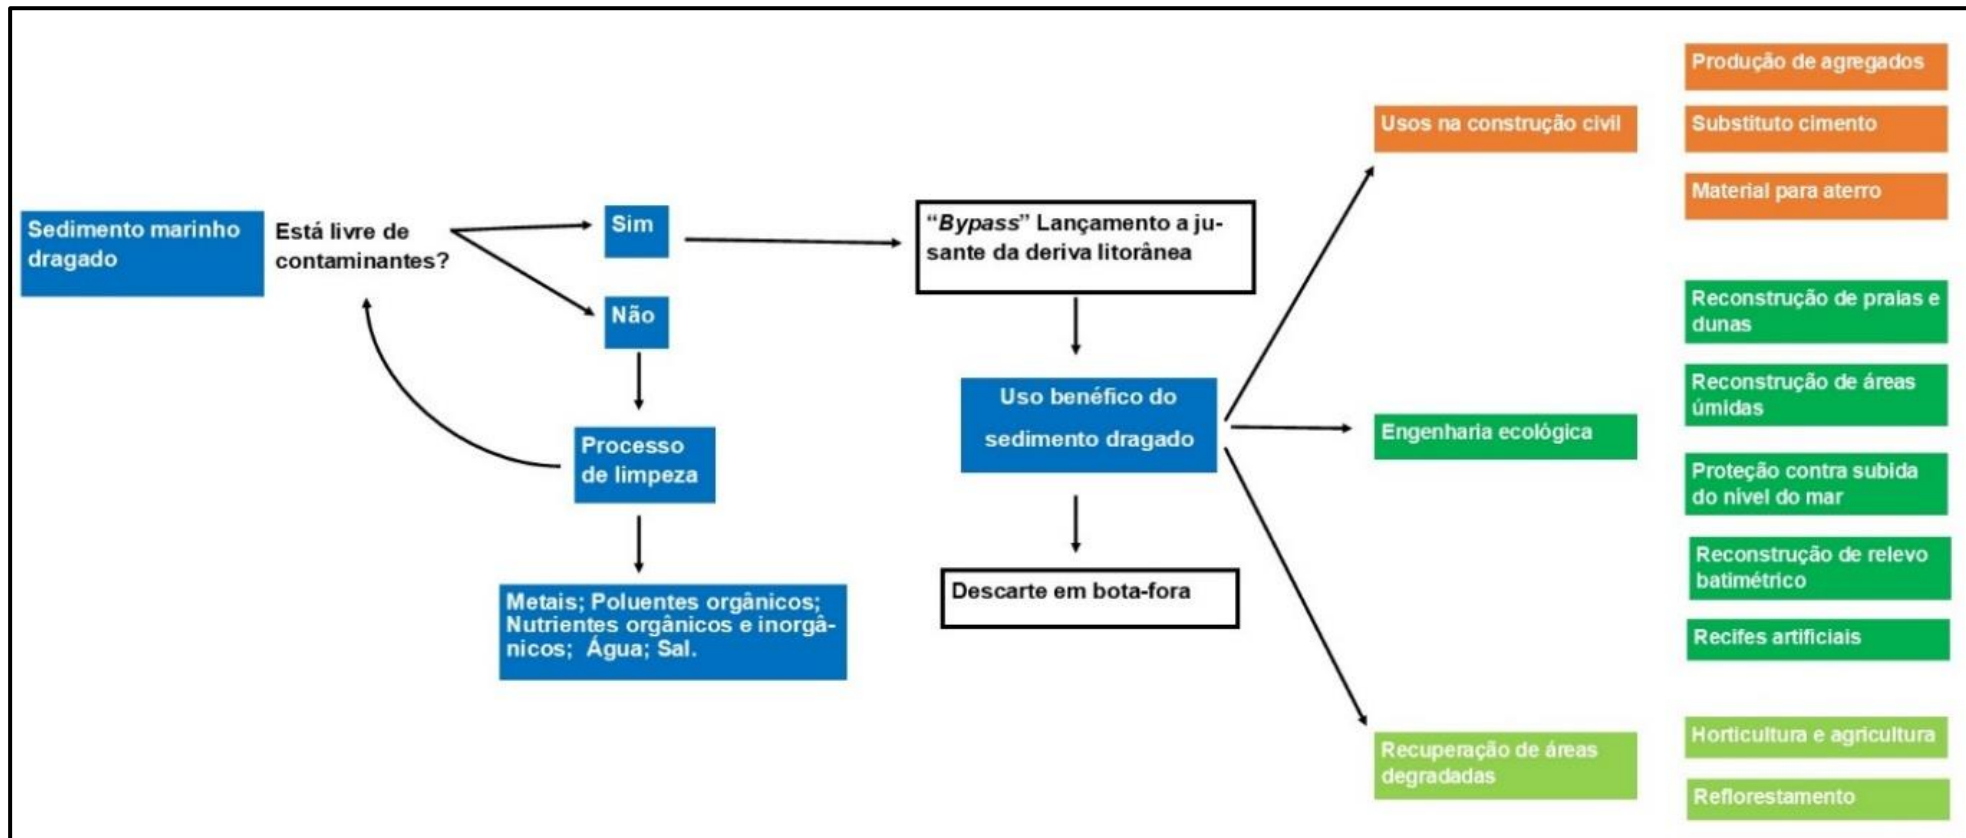 Sedimento marinho
dragado
Está livre de
contaminantes?
Sim
Não
Processo
de limpeza
Metais; Poluentes orgânicos;
Nutrientes orgânicos e inorgâ-
nicos; Água; Sal.
“Bypass” Lançamento a ju-
sante da deriva litorânea
Uso benéfico do
sedimento dragado
Descarte em bota-fora
Usos na construção civil
Produção de agregados
Substituto cimento
Material para aterro
Engenharia ecológica
Reconstrução de praias e
dunas
Reconstrução de áreas
úmidas
Proteção contra subida
do nível do mar
Reconstrução de relevo
batimétrico
Recifes artificiais
Recuperação de áreas
degradadas
Horticultura e agricultura
Reflorestamento